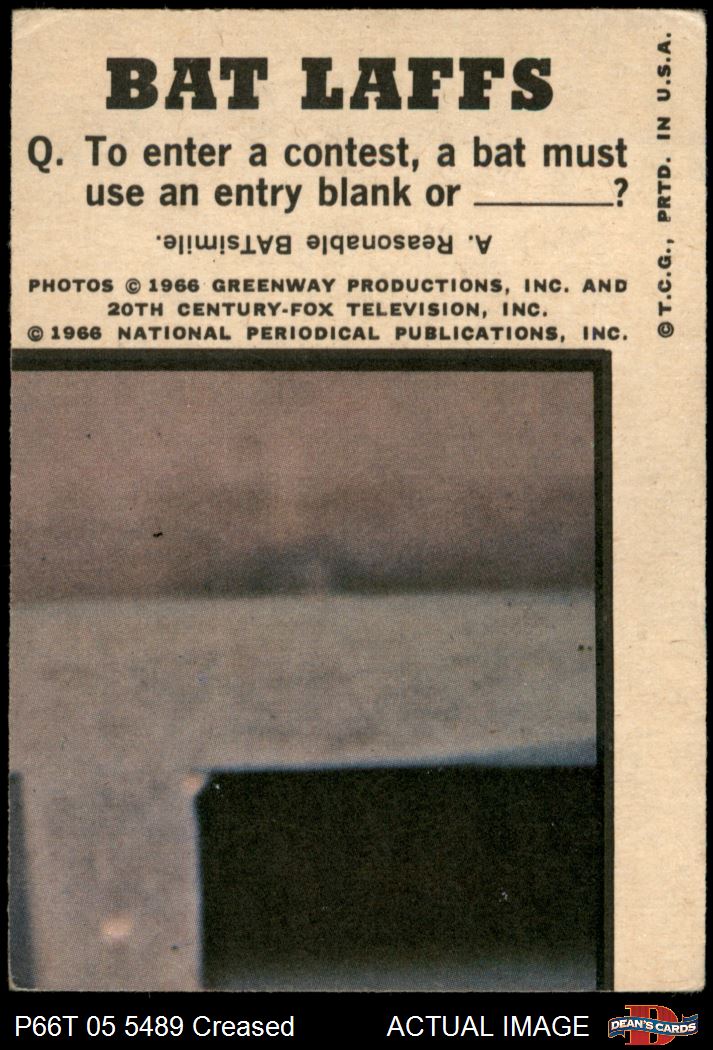 BAT LAFFS
Q. To enter a contest, a bat must
use an entry blank or ________?
A. Reasonable BATsimile.
PHOTOS © 1966 GREENWAY PRODUCTIONS, INC. AND
20TH CENTURY-FOX TELEVISION, INC.
© 1966 NATIONAL PERIODICAL PUBLICATIONS, INC.
© T.C.G., PRTD. IN U.S.A.
P66T 05 5489 Creased
ACTUAL IMAGE
D
DEAN'S CARDS